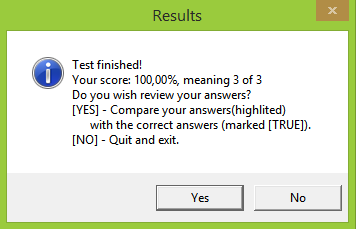 Results
Test finished!
Your score: 100,00%, meaning 3 of 3
Do you wish review your answers?
[YES] - Compare your answers(highlited)
with the correct answers (marked [TRUE]).
[NO] - Quit and exit.
Yes
No